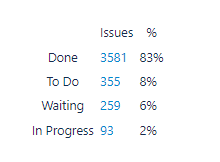 Issues %
Done 3581 83%
To Do 355 8%
Waiting 259 6%
In Progress 93 2%